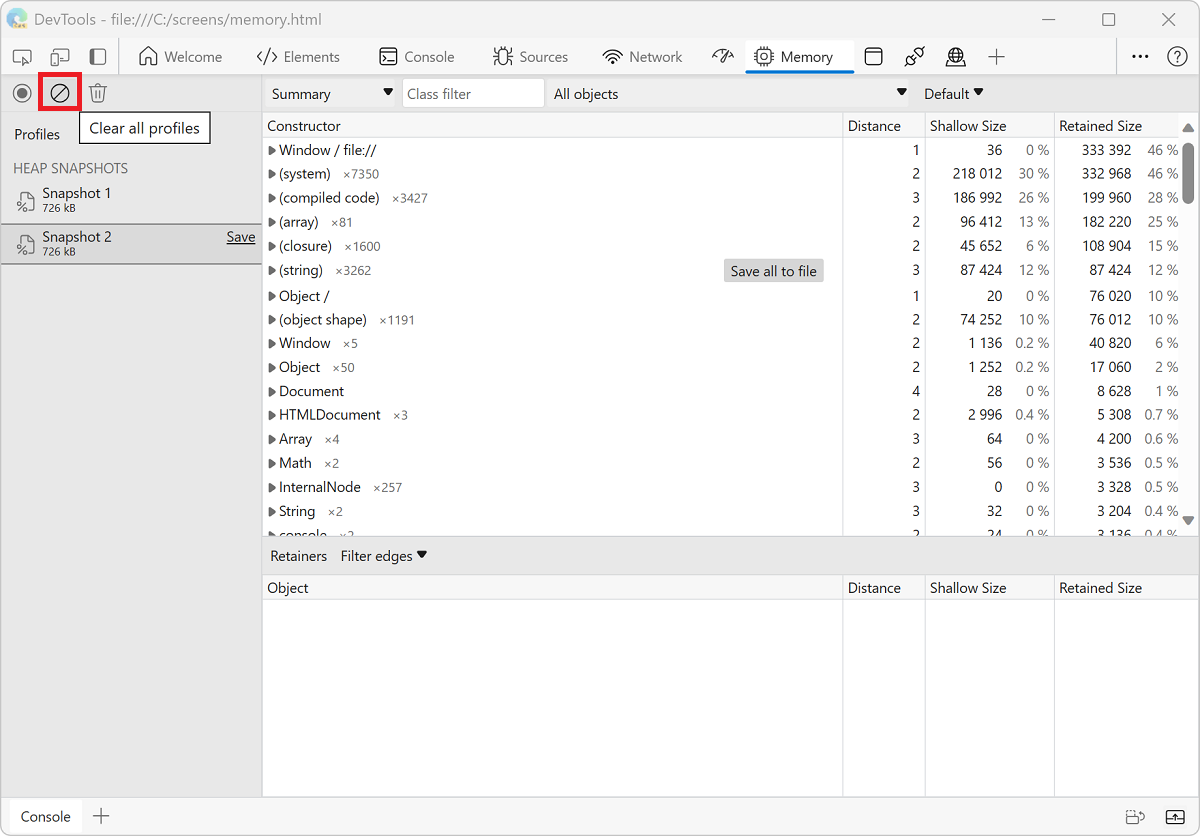 DevTools - file:///C:/screens/memory.html
Welcome Elements Console Sources Network Memory
Summary Class filter All objects Default
Clear all profiles
Profiles
HEAP SNAPSHOTS
Snapshot 1
726 kB
Snapshot 2 Save
726 kB
Constructor Distance Shallow Size Retained Size
Window / file:// 1 36 0 % 333 392 46 %
(system) ×7350 2 218 012 30 % 332 968 46 %
(compiled code) ×3427 3 186 992 26 % 199 960 28 %
(array) ×81 2 96 412 13 % 182 220 25 %
(closure) ×1600 2 45 652 6 % 108 904 15 %
(string) ×3262 Save all to file 3 87 424 12 % 87 424 12 %
Object / 1 20 0 % 76 020 10 %
(object shape) ×1191 2 74 252 10 % 76 012 10 %
Window ×5 2 1 136 0.2 % 40 820 6 %
Object ×50 2 1 252 0.2 % 17 060 2 %
Document 4 28 0 % 8 628 1 %
HTMLDocument ×3 2 2 996 0.4 % 5 308 0.7 %
Array ×4 3 64 0 % 4 200 0.6 %
Math ×2 2 56 0 % 3 536 0.5 %
InternalNode ×257 3 0 0 % 3 328 0.5 %
String ×2 3 32 0 % 3 204 0.4 %
console ×2 2 24 0 % 3 136 0.4 %
Retainers Filter edges
Object Distance Shallow Size Retained Size
Console